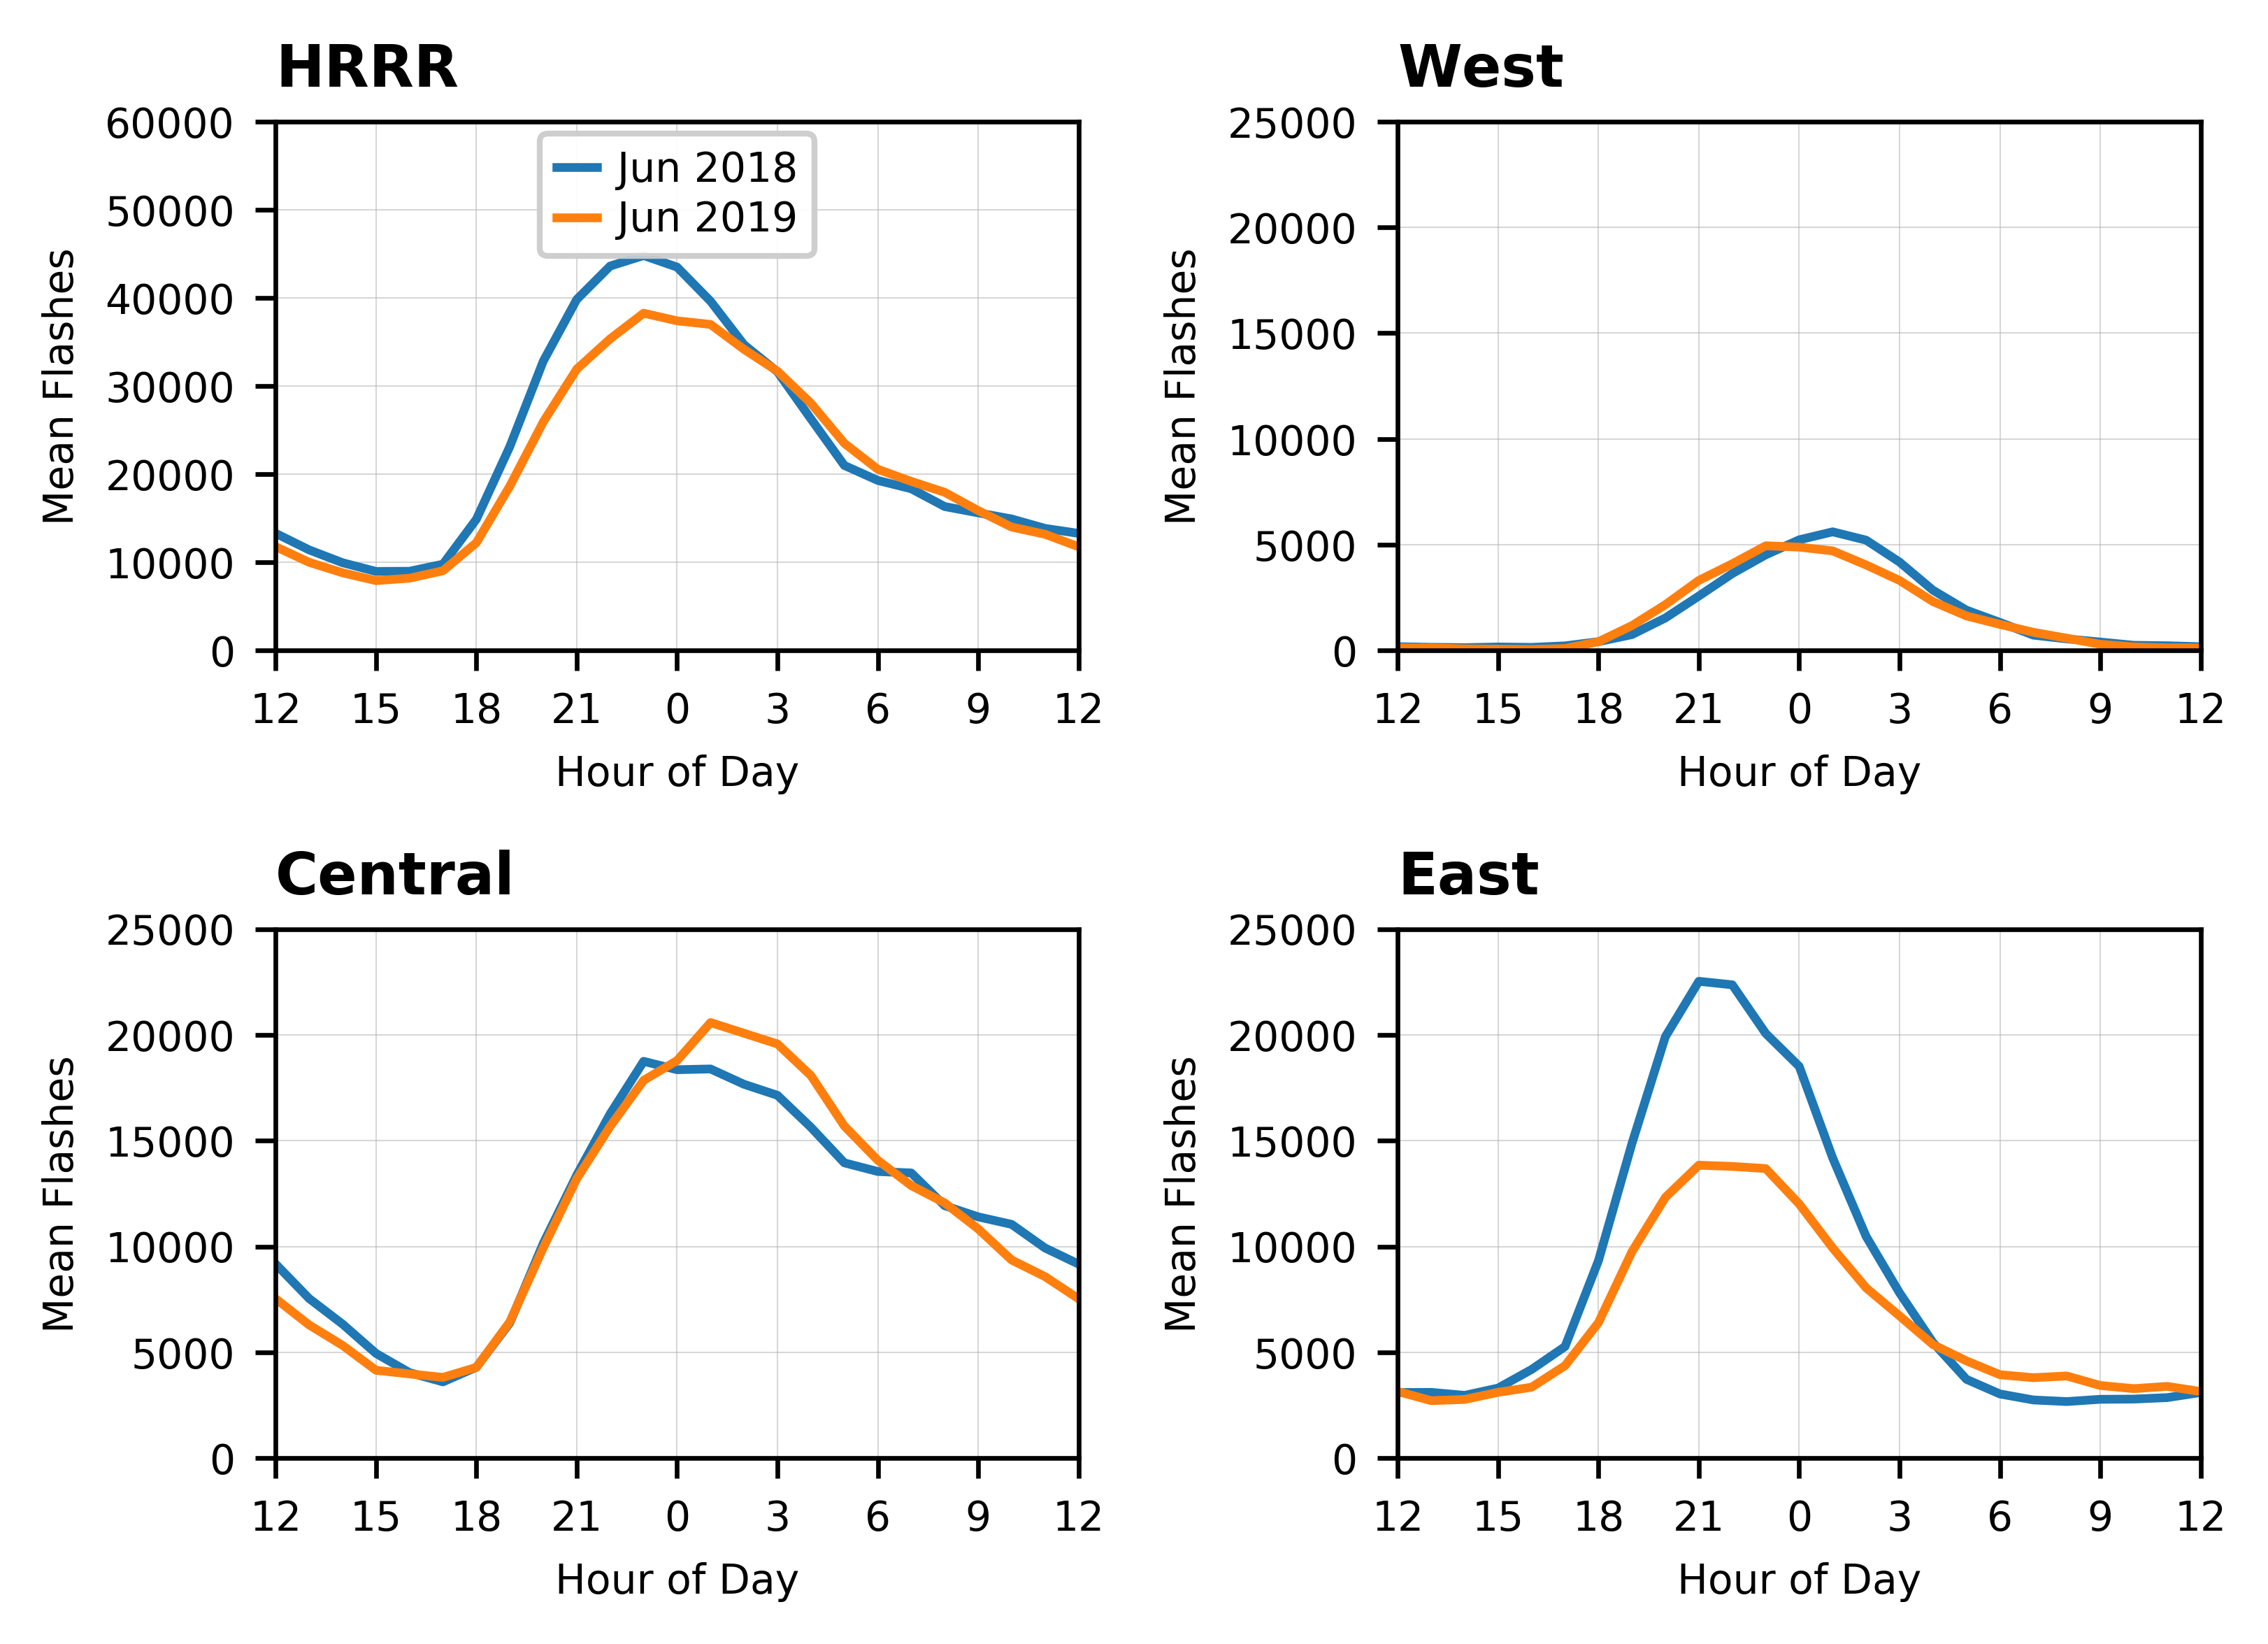 HRRR
60000
50000
40000
30000
20000
10000
0
Mean Flashes
Jun 2018
Jun 2019
12 15 18 21 0 3 6 9 12
Hour of Day
West
25000
20000
15000
10000
5000
0
Mean Flashes
12 15 18 21 0 3 6 9 12
Hour of Day
Central
25000
20000
15000
10000
5000
0
Mean Flashes
12 15 18 21 0 3 6 9 12
Hour of Day
East
25000
20000
15000
10000
5000
0
Mean Flashes
12 15 18 21 0 3 6 9 12
Hour of Day